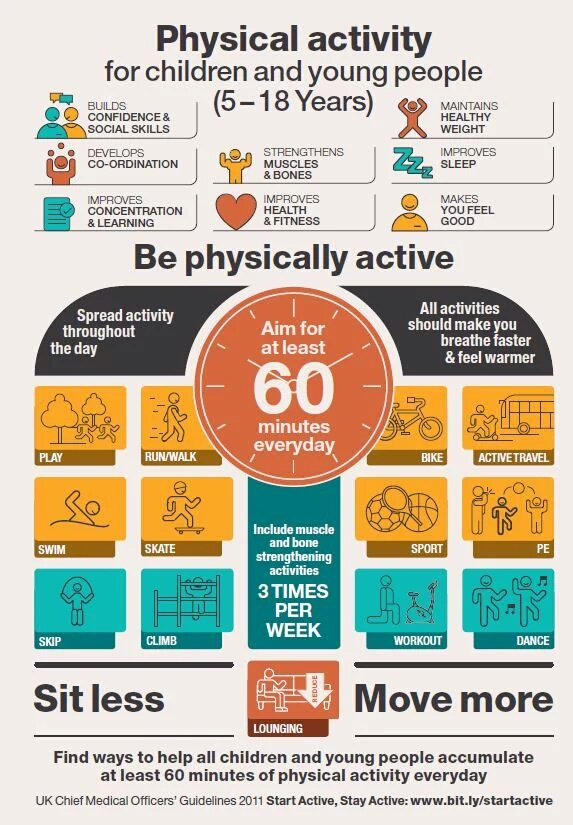 Physical activity
for children and young people
(5 – 18 Years)
BUILDS
CONFIDENCE &
SOCIAL SKILLS
MAINTAINS
HEALTHY
WEIGHT
DEVELOPS
CO-ORDINATION
STRENGTHENS
MUSCLES
& BONES
ZZZ
IMPROVES
SLEEP
IMPROVES
CONCENTRATION
& LEARNING
IMPROVES
HEALTH
& FITNESS
MAKES
YOU FEEL
GOOD
Be physically active
Spread activity
throughout
the day
Aim for
at least
60
minutes
everyday
All activities
should make you
breathe faster
& feel warmer
PLAY
RUN/WALK
BIKE
ACTIVE TRAVEL
SWIM
SKATE
SPORT
PE
Include muscle
and bone
strengthening
activities
3 TIMES
PER
WEEK
SKIP
CLIMB
WORKOUT
DANCE
Sit less
REDUCE
LOUNGING
Move more
Find ways to help all children and young people accumulate
at least 60 minutes of physical activity everyday
UK Chief Medical Officers' Guidelines 2011 Start Active, Stay Active: www.bit.ly/startactive